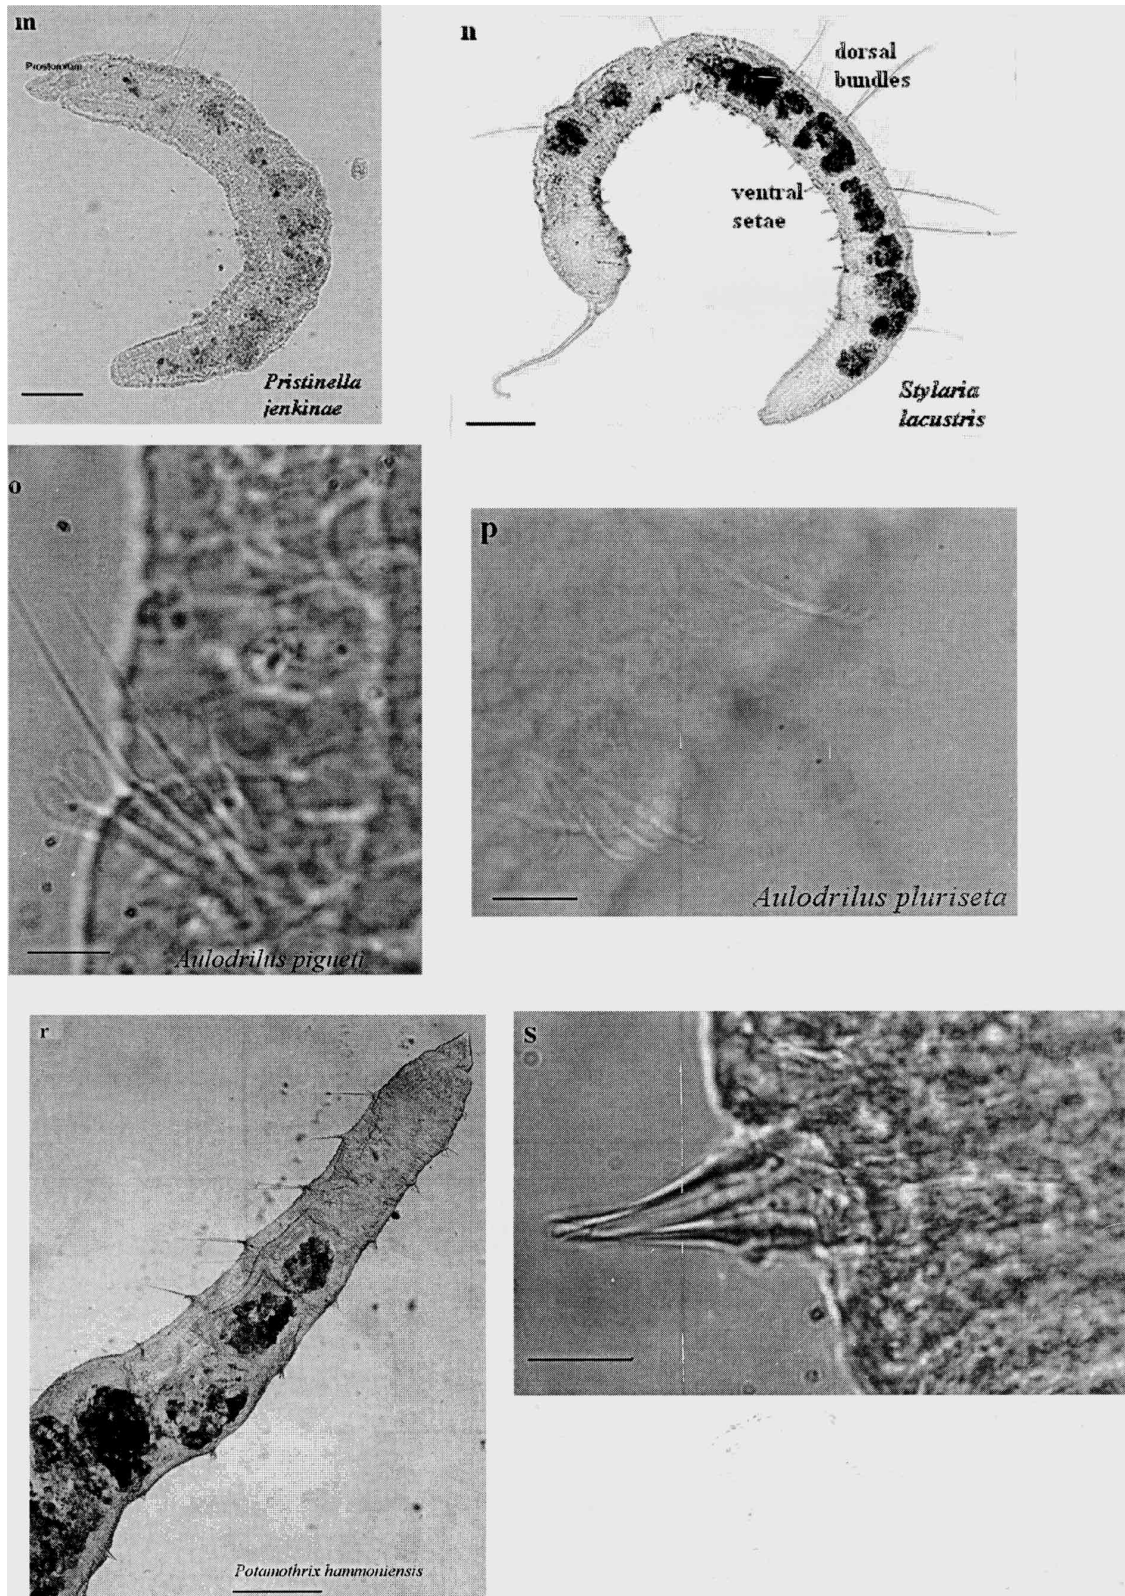 m
Prostomium
Pristinella
jenkinae
n
dorsal
bundles
ventral
setae
Stylaria
lacustris
o
Aulodrilus pigueti
p
Aulodrilus pluriseta
r
Potamothrix hammoniensis
s